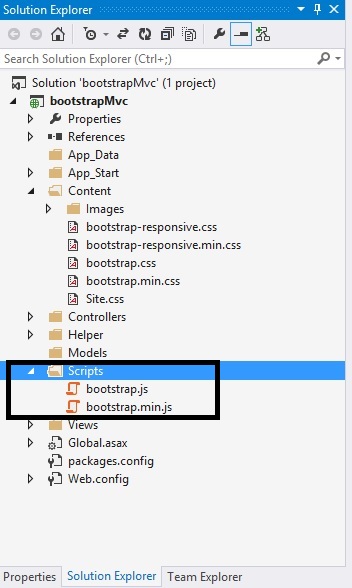 Solution Explorer
Search Solution Explorer (Ctrl+;)
Solution 'bootstrapMvc' (1 project)
bootstrapMvc
Properties
References
App_Data
App_Start
Content
Images
bootstrap-responsive.css
bootstrap-responsive.min.css
bootstrap.css
bootstrap.min.css
Site.css
Controllers
Helper
Models
Scripts
bootstrap.js
bootstrap.min.js
Views
Global.asax
packages.config
Web.config
Properties Solution Explorer Team Explorer